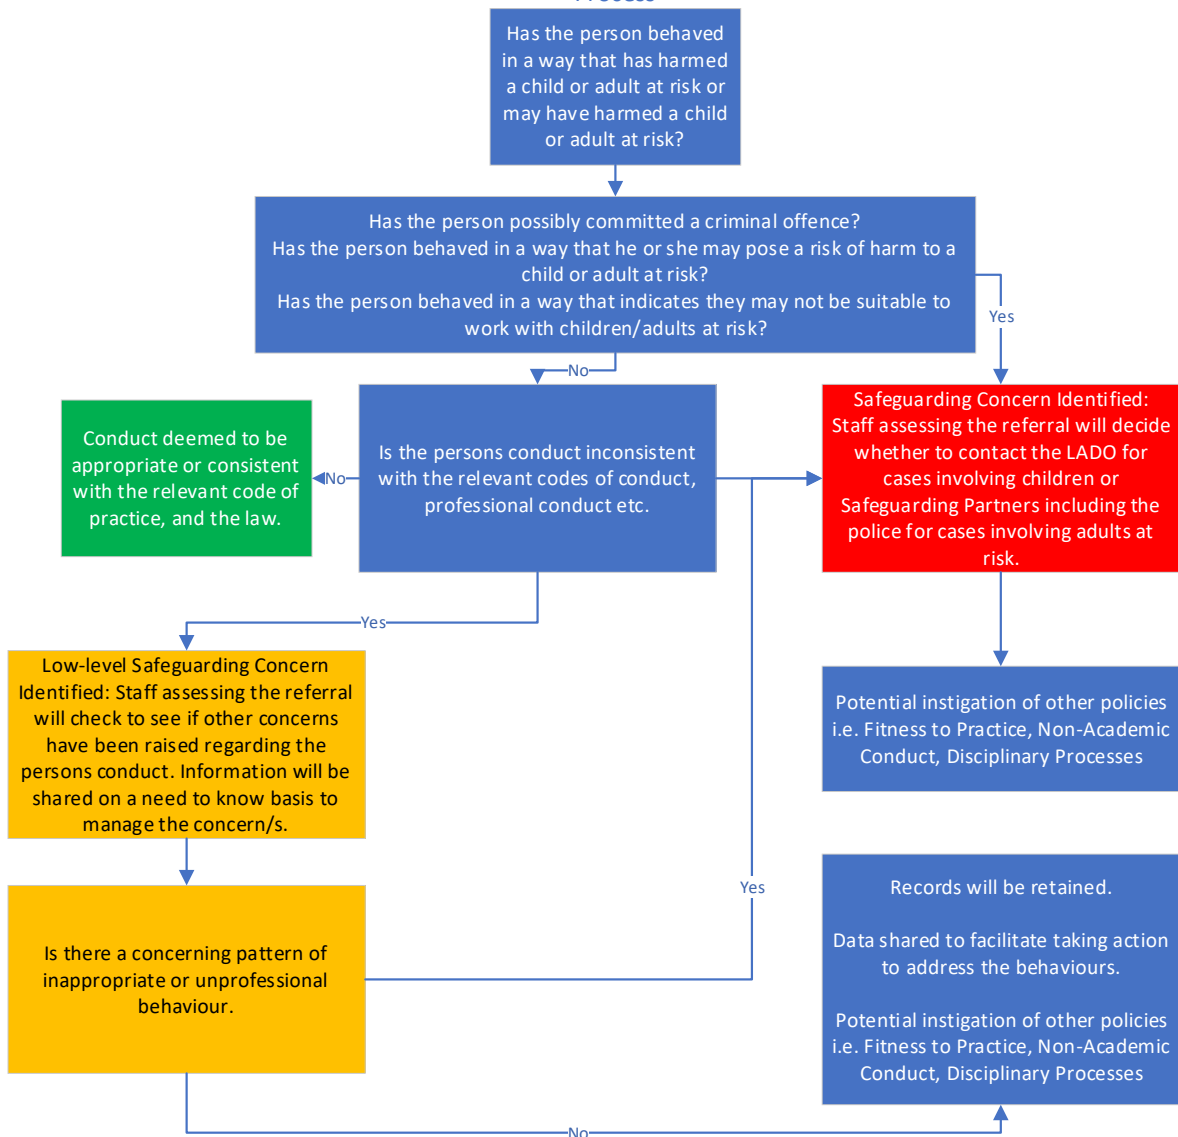 Process
Has the person behaved
in a way that has harmed
a child or adult at risk or
may have harmed a child
or adult at risk?
Has the person possibly committed a criminal offence?
Has the person behaved in a way that he or she may pose a risk of harm to a
child or adult at risk?
Has the person behaved in a way that indicates they may not be suitable to
work with children/adults at risk?
Yes
No
Conduct deemed to be
appropriate or consistent
with the relevant code of
practice, and the law.
No
Is the persons conduct inconsistent
with the relevant codes of conduct,
professional conduct etc.
Safeguarding Concern Identified:
Staff assessing the referral will decide
whether to contact the LADO for
cases involving children or
Safeguarding Partners including the
police for cases involving adults at
risk.
Yes
Low-level Safeguarding Concern
Identified: Staff assessing the referral
will check to see if other concerns
have been raised regarding the
persons conduct. Information will be
shared on a need to know basis to
manage the concern/s.
Potential instigation of other policies
i.e. Fitness to Practice, Non-Academic
Conduct, Disciplinary Processes
Is there a concerning pattern of
inappropriate or unprofessional
behaviour.
Yes
Records will be retained.
Data shared to facilitate taking action
to address the behaviours.
Potential instigation of other policies
i.e. Fitness to Practice, Non-Academic
Conduct, Disciplinary Processes
No